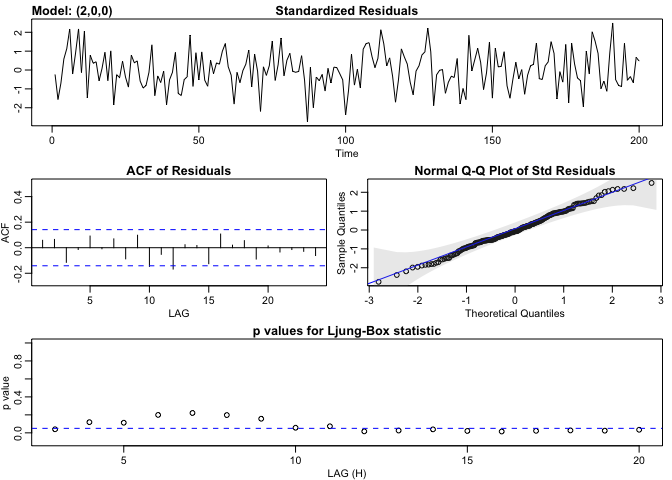 Model: (2,0,0) Standardized Residuals
2
1
0
-1
-2
0 50 100 150 200
Time
ACF of Residuals
ACF
0.4
0.2
0.0
-0.2
5 10 15 20
LAG
Normal Q-Q Plot of Std Residuals
Sample Quantiles
2
1
0
-1
-2
-3 -2 -1 0 1 2 3
Theoretical Quantiles
p values for Ljung-Box statistic
p value
0.8
0.4
0.0
5 10 15 20
LAG (H)